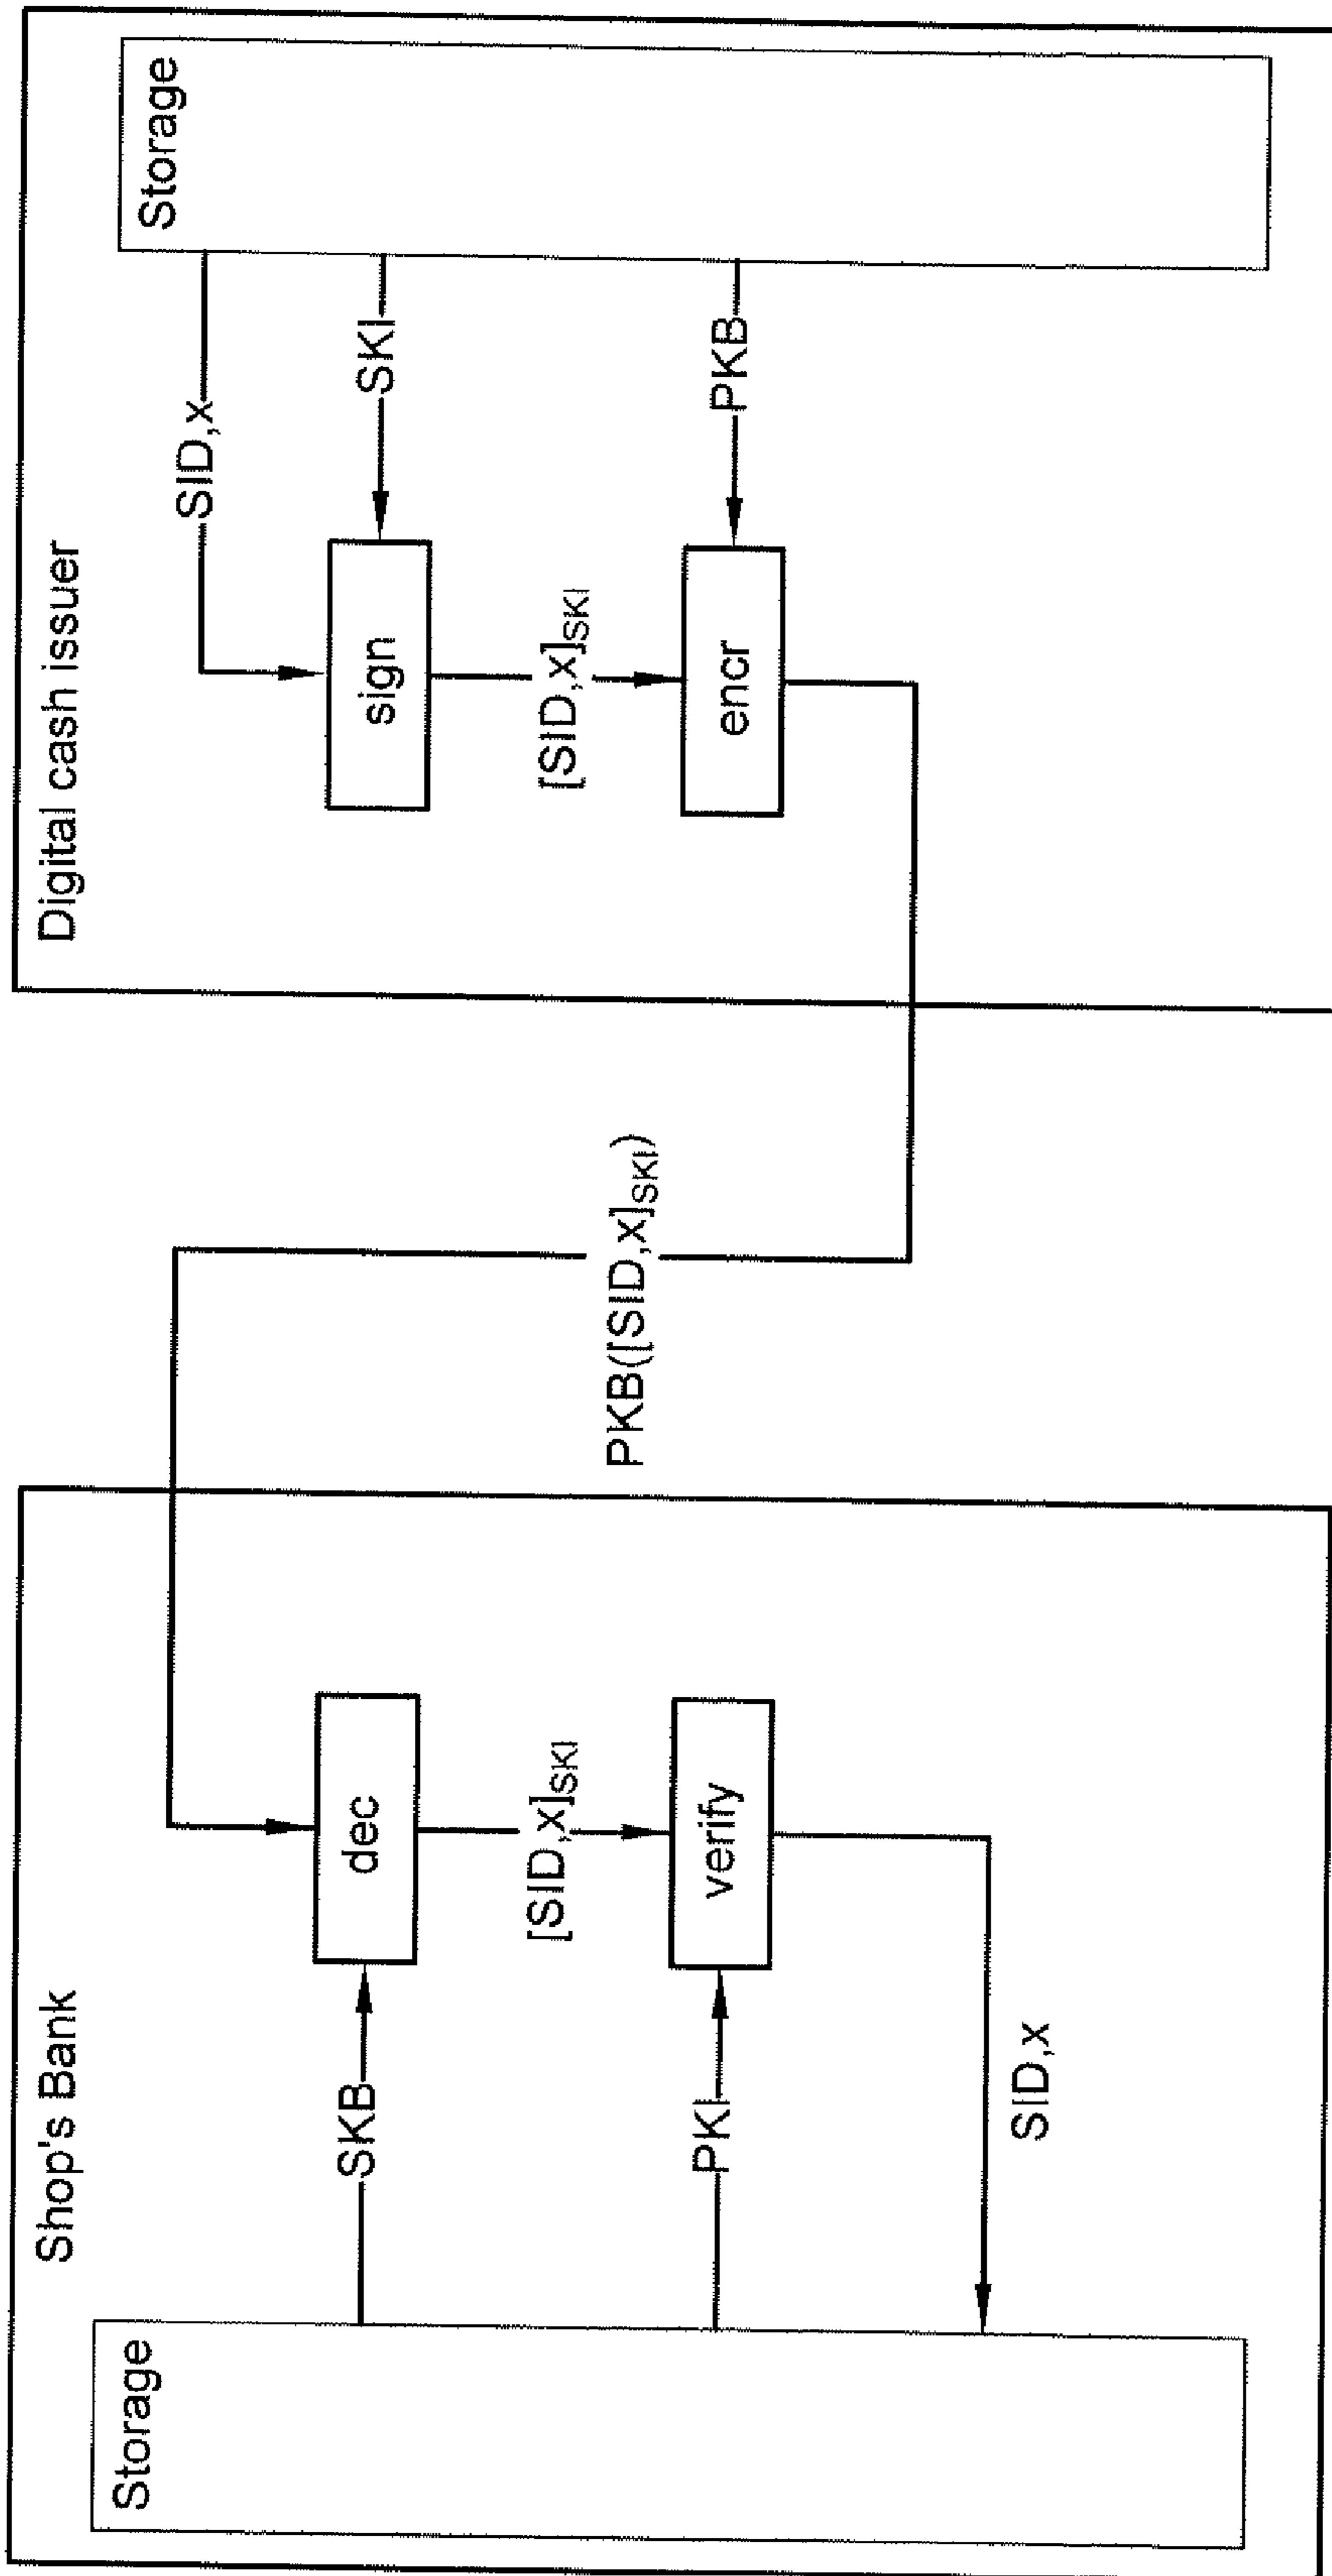 Shop's Bank
Storage
SKB
dec
[SID,x]SKI
PKI
verify
SID,x
PKB([SID,x]SKI)
Digital cash issuer
Storage
SID,x
SKI
sign
[SID,x]SKI
PKB
encr